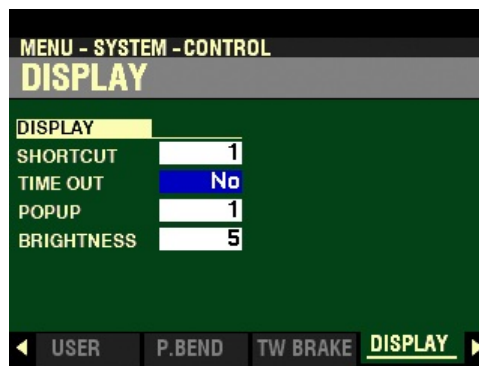 MENU - SYSTEM - CONTROL
DISPLAY
DISPLAY
SHORTCUT 1
TIME OUT No
POPUP 1
BRIGHTNESS 5
USER P.BEND TW BRAKE DISPLAY